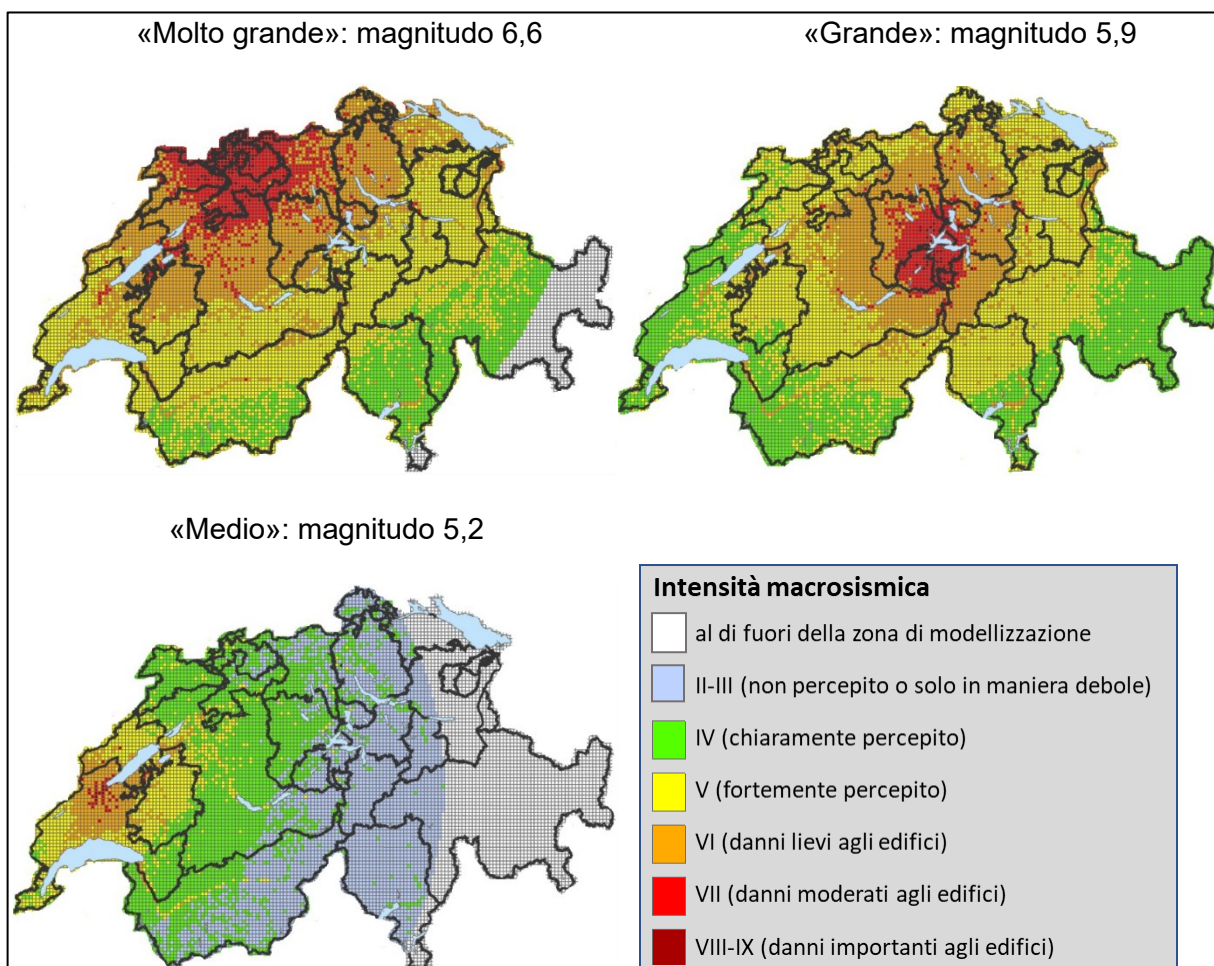 «Molto grande»: magnitudo 6,6
«Grande»: magnitudo 5,9
«Medio»: magnitudo 5,2
Intensità macrosismica
al di fuori della zona di modellizzazione
II-III (non percepito o solo in maniera debole)
IV (chiaramente percepito)
V (fortemente percepito)
VI (danni lievi agli edifici)
VII (danni moderati agli edifici)
VIII-IX (danni importanti agli edifici)